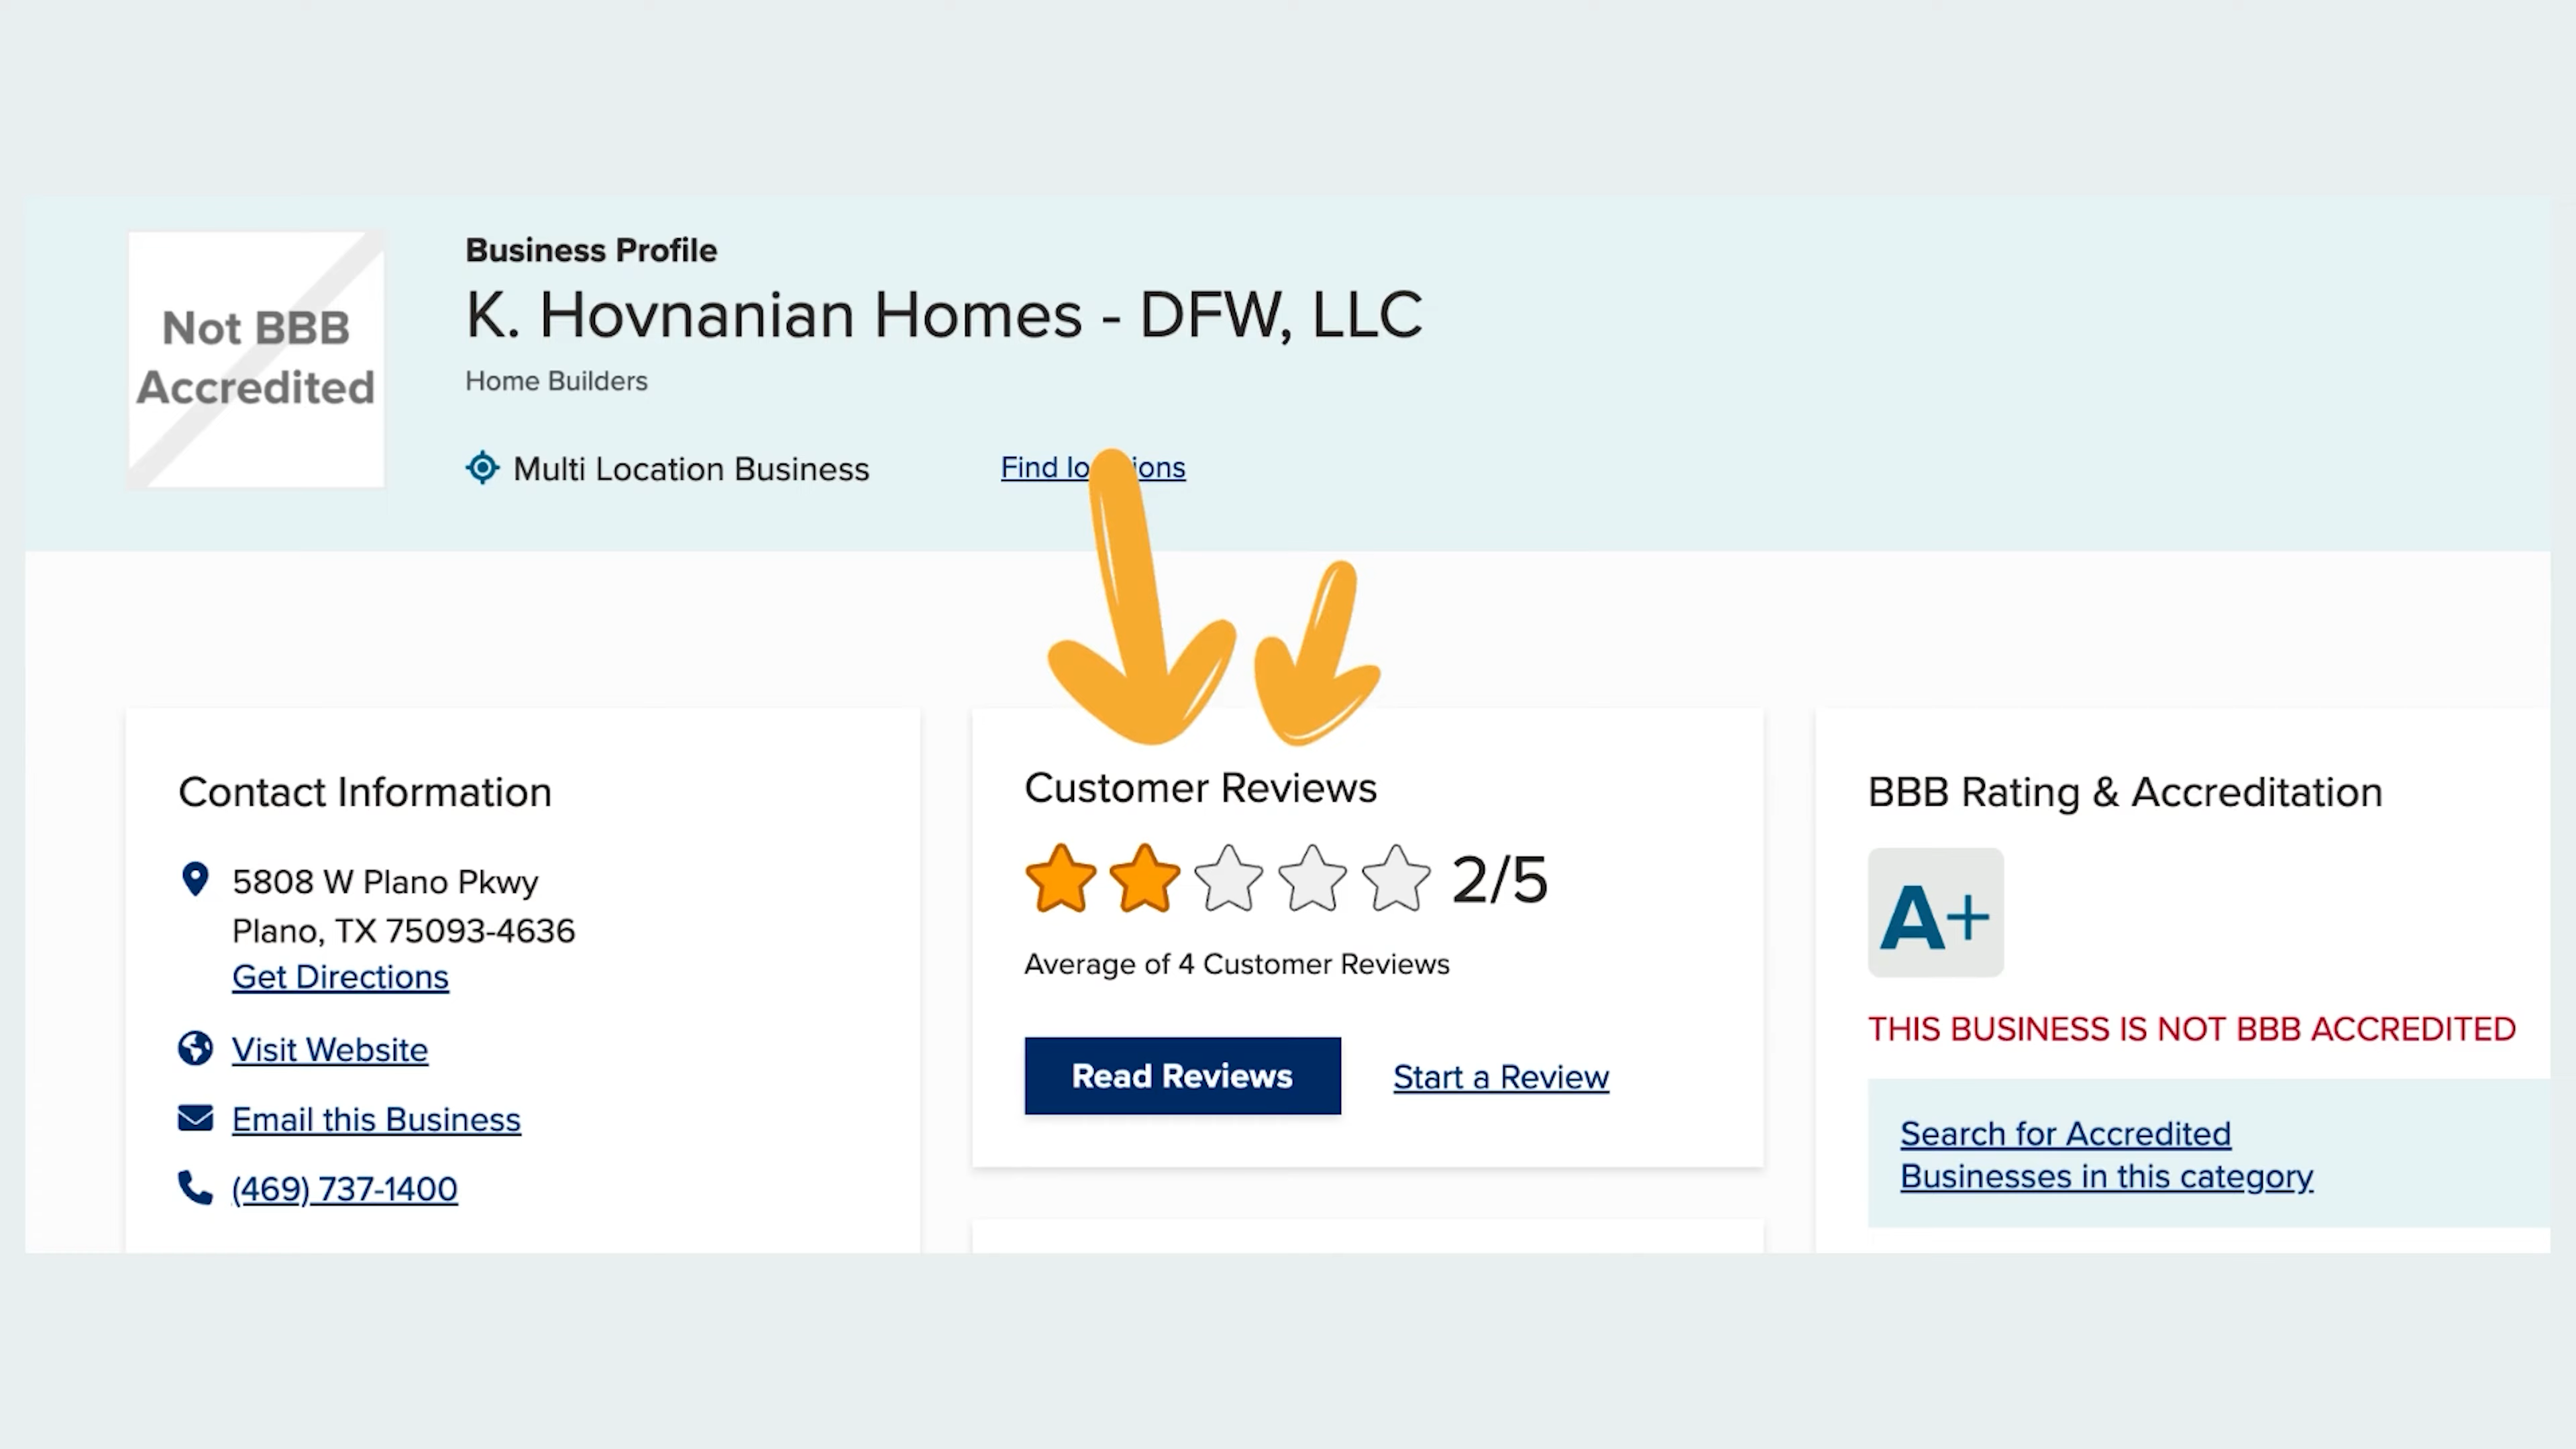 Not BBB
Accredited
Business Profile
K. Hovnanian Homes - DFW, LLC
Home Builders
Multi Location Business
Find lo ions
Contact Information
5808 W Plano Pkwy
Plano, TX 75093-4636
Get Directions
Visit Website
Email this Business
(469) 737-1400
Customer Reviews
2/5
Average of 4 Customer Reviews
Read Reviews
Start a Review
BBB Rating & Accreditation
A+
THIS BUSINESS IS NOT BBB ACCREDITED
Search for Accredited
Businesses in this category